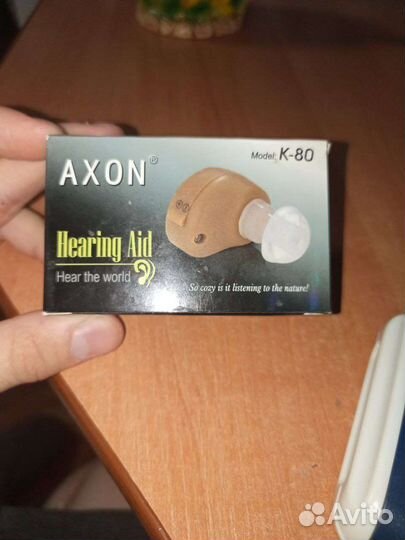 AXON®
Model: K-80
Hearing Aid
Hear the world
So cozy is it listening to the nature!
Avito